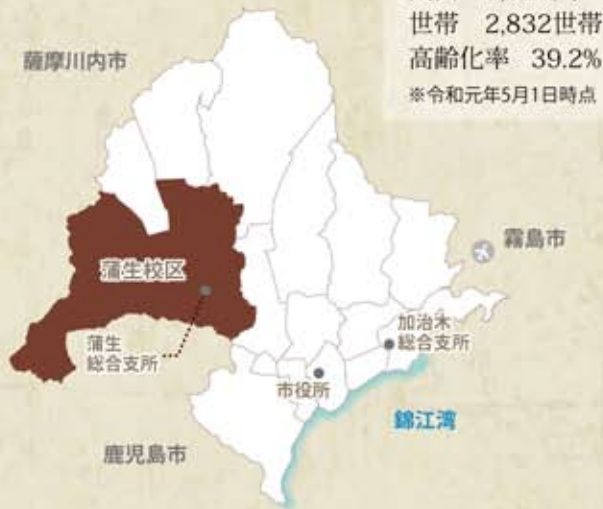 世帯 2,832世帯
高齢化率 39.2%
※令和元年5月1日時点
薩摩川内市
霧島市
蒲生校区
加治木
総合支所
蒲生
総合支所
市役所
錦江湾
鹿児島市